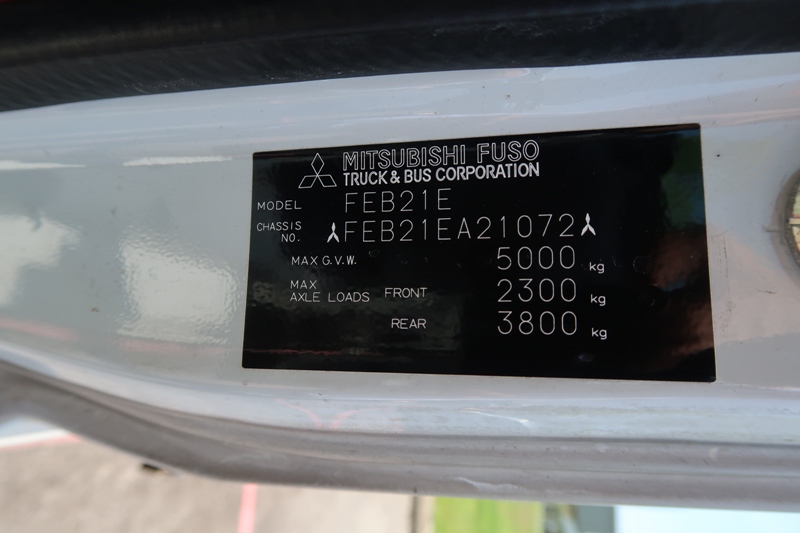 MITSUBISHI FUSO
TRUCK & BUS CORPORATION
MODEL FEB21E
CHASSIS NO. FEB21EA21072
MAX G.V.W. 5000 kg
MAX AXLE LOADS FRONT 2300 kg
REAR 3800 kg